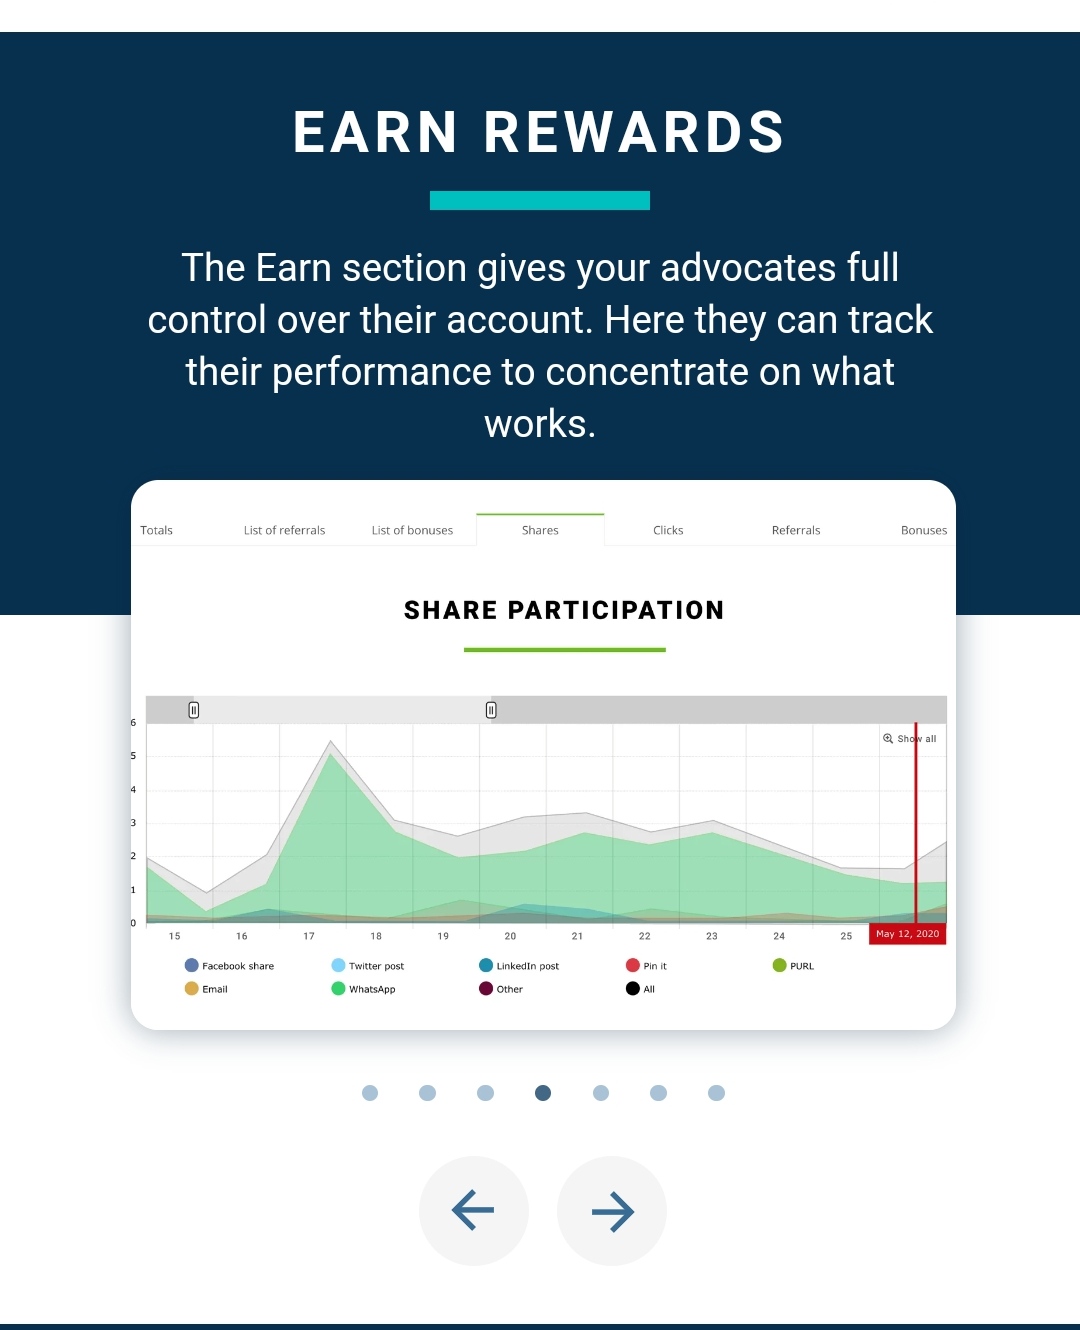 EARN REWARDS
The Earn section gives your advocates full
control over their account. Here they can track
their performance to concentrate on what
works.
Totals List of referrals List of bonuses Shares Clicks Referrals Bonuses
SHARE PARTICIPATION
Show all
6
5
4
3
2
1
0
15 16 17 18 19 20 21 22 23 24 25 May 12, 2020
Facebook share Twitter post LinkedIn post Pin it PURL
Email WhatsApp Other All